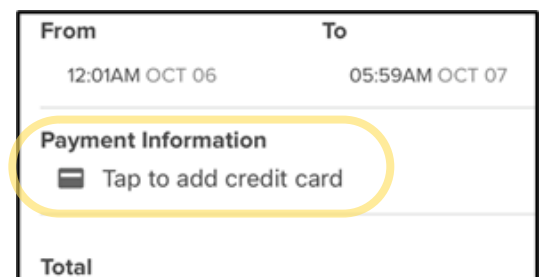 From To
12:01AM OCT 06 05:59AM OCT 07
Payment Information
Tap to add credit card
Total